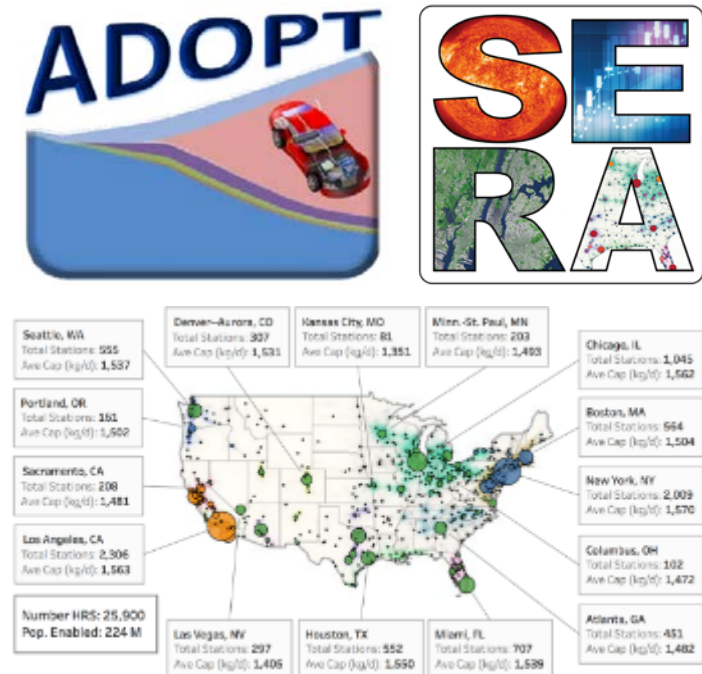 ADOPT
SE
RA
Seattle, WA
Total Stations: 555
Ave Cap (kg/d): 1,537
Denver–Aurora, CO
Total Stations: 307
Ave Cap (kg/d): 1,531
Kansas City, MO
Total Stations: 81
Ave Cap (kg/d): 1,351
Minn.-St. Paul, MN
Total Stations: 203
Ave Cap (kg/d): 1,493
Chicago, IL
Total Stations: 1,045
Ave Cap (kg/d): 1,562
Portland, OR
Total Stations: 161
Ave Cap (kg/d): 1,502
Boston, MA
Total Stations: 564
Ave Cap (kg/d): 1,504
Sacramento, CA
Total Stations: 208
Ave Cap (kg/d): 1,481
New York, NY
Total Stations: 2,009
Ave Cap (kg/d): 1,570
Los Angeles, CA
Total Stations: 2,306
Ave Cap (kg/d): 1,563
Columbus, OH
Total Stations: 102
Ave Cap (kg/d): 1,472
Number HRS: 25,900
Pop. Enabled: 224 M
Las Vegas, NV
Total Stations: 297
Ave Cap (kg/d): 1,405
Houston, TX
Total Stations: 552
Ave Cap (kg/d): 1,550
Miami, FL
Total Stations: 707
Ave Cap (kg/d): 1,539
Atlanta, GA
Total Stations: 451
Ave Cap (kg/d): 1,482